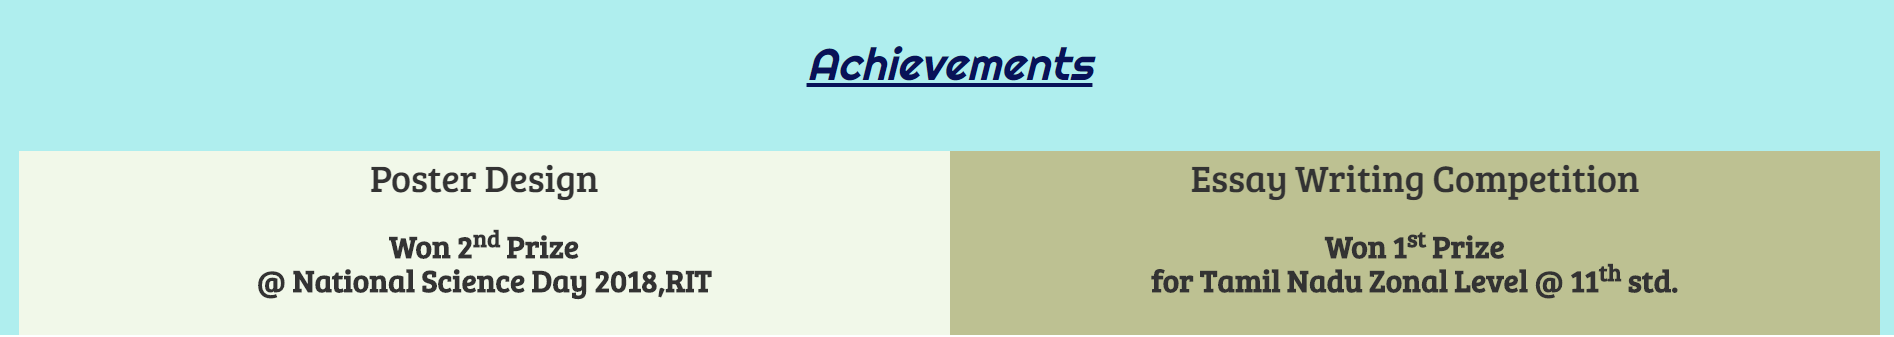 Achievements
Poster Design
Won 2nd Prize
@ National Science Day 2018,RIT
Essay Writing Competition
Won 1st Prize
for Tamil Nadu Zonal Level @ 11th std.